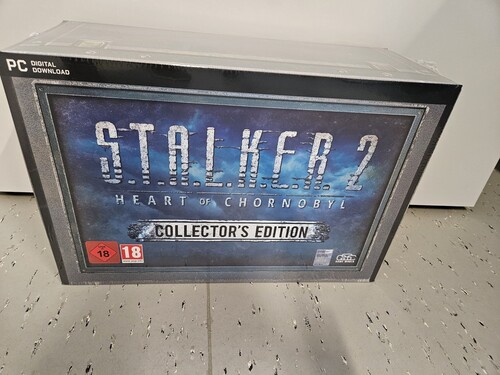 PC DIGITAL
DOWNLOAD
S.T.A.L.K.E.R. 2
HEART OF CHORNOBYL
COLLECTOR'S EDITION
18
18